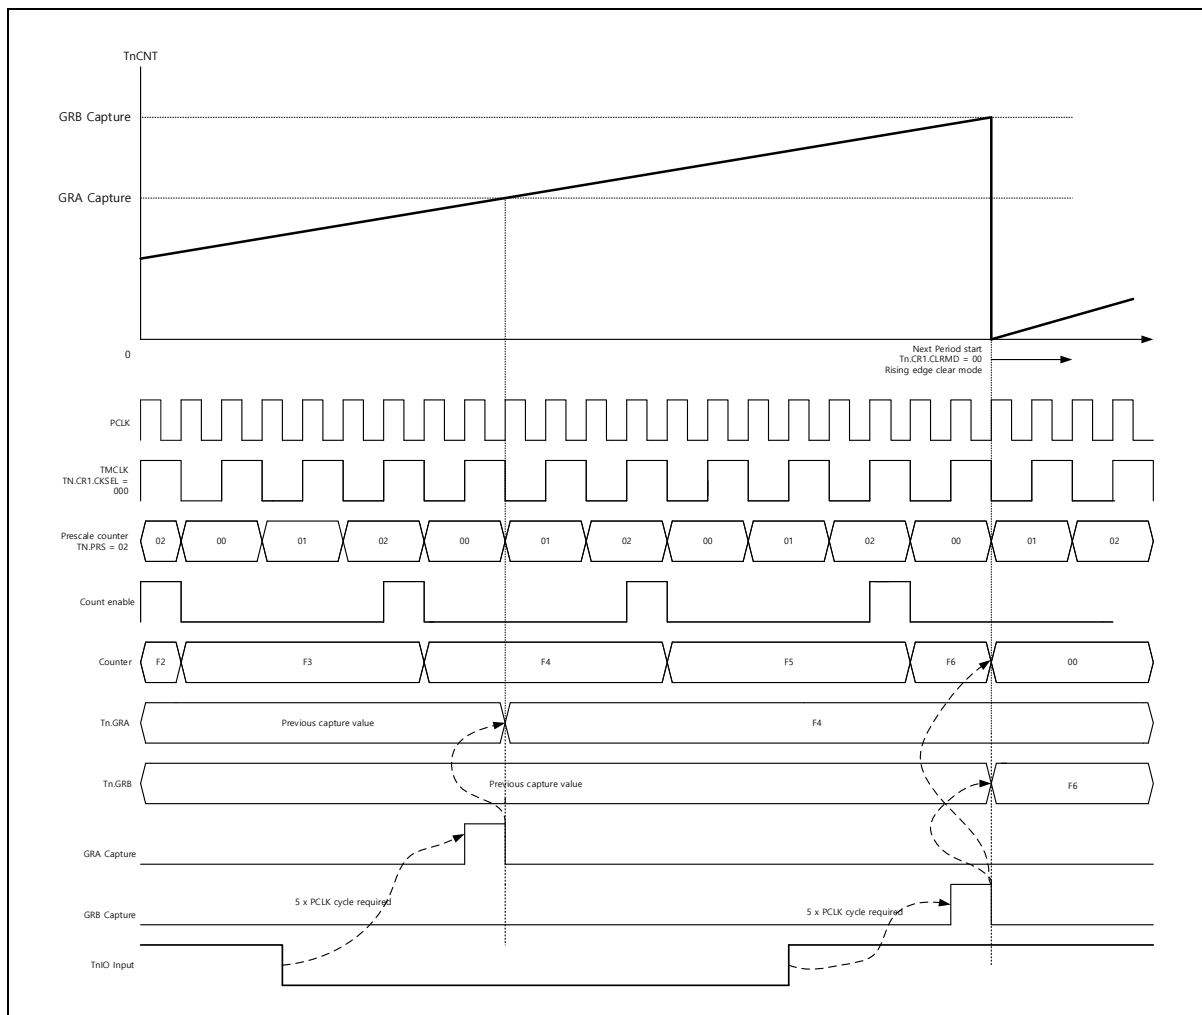 TnCNT
GRB Capture
GRA Capture
0
Next Period start
Tn.CR1.CLRMD = 00
Rising edge clear mode
PCLK
TMCLK
TN.CR1.CKSEL =
000
Prescale counter
TN.PRS = 02
02 00 01 02 00 01 02 00 01 02 00 01 02
Count enable
Counter
F2 F3 F4 F5 F6 00
Tn.GRA
Previous capture value F4
Tn.GRB
Previous capture value F6
GRA Capture
5 x PCLK cycle required
GRB Capture
5 x PCLK cycle required
TnIO Input